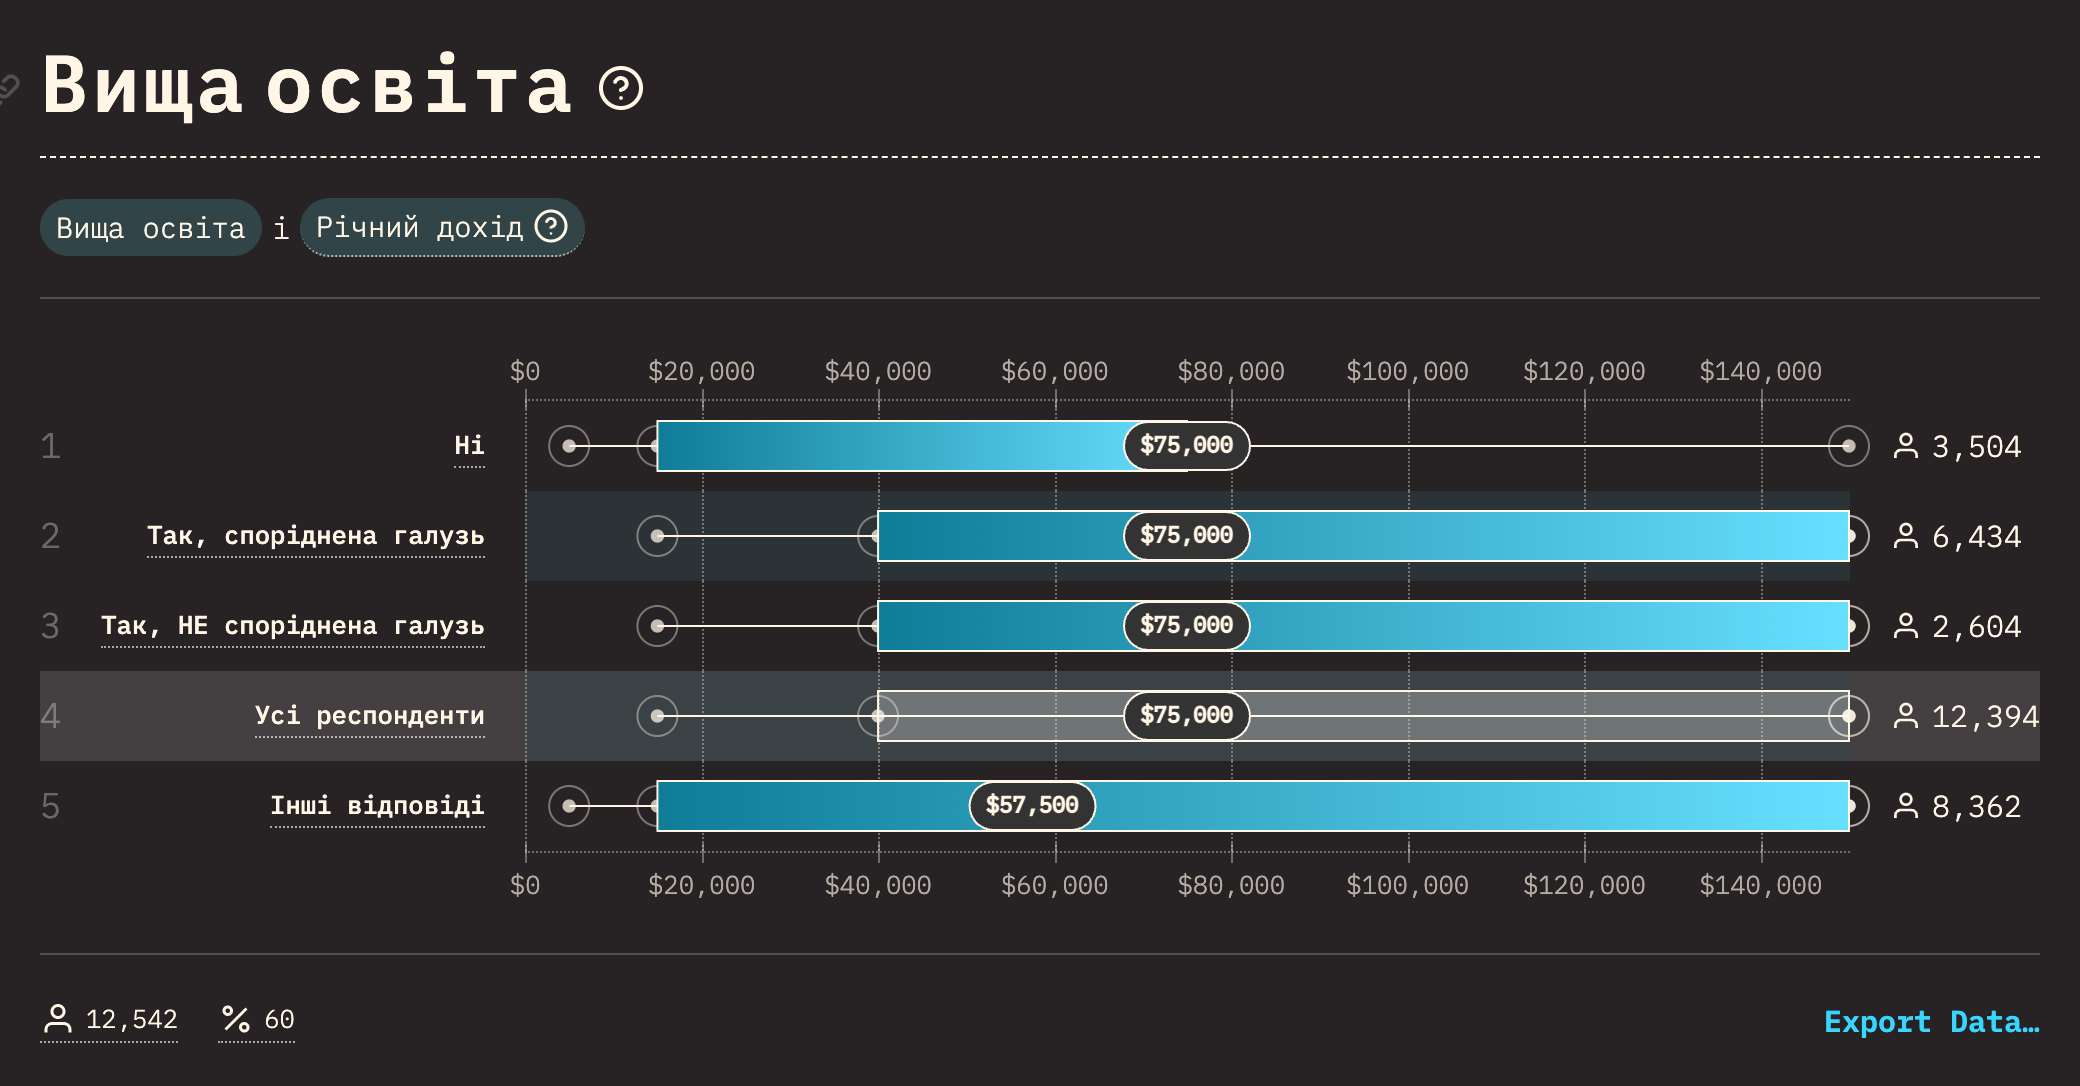 Вища освіта
Вища освіта і Річний дохід
$0 $20,000 $40,000 $60,000 $80,000 $100,000 $120,000 $140,000
1 Ні $75,000 3,504
2 Так, споріднена галузь $75,000 6,434
3 Так, НЕ споріднена галузь $75,000 2,604
4 Усі респонденти $75,000 12,394
5 Інші відповіді $57,500 8,362
$0 $20,000 $40,000 $60,000 $80,000 $100,000 $120,000 $140,000
12,542 % 60 Export Data…